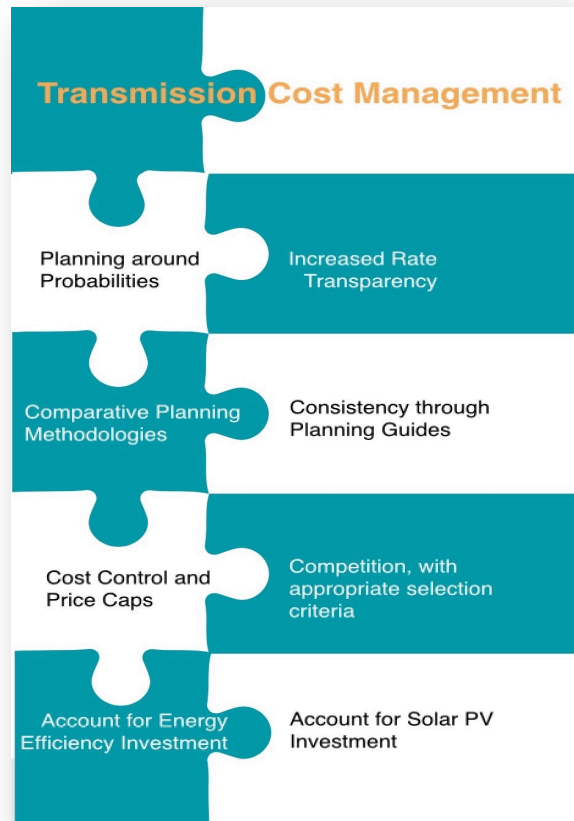 Transmission Cost Management
Planning around
Probabilities
Increased Rate
Transparency
Comparative Planning
Methodologies
Consistency through
Planning Guides
Cost Control and
Price Caps
Competition, with
appropriate selection
criteria
Account for Energy
Efficiency Investment
Account for Solar PV
Investment